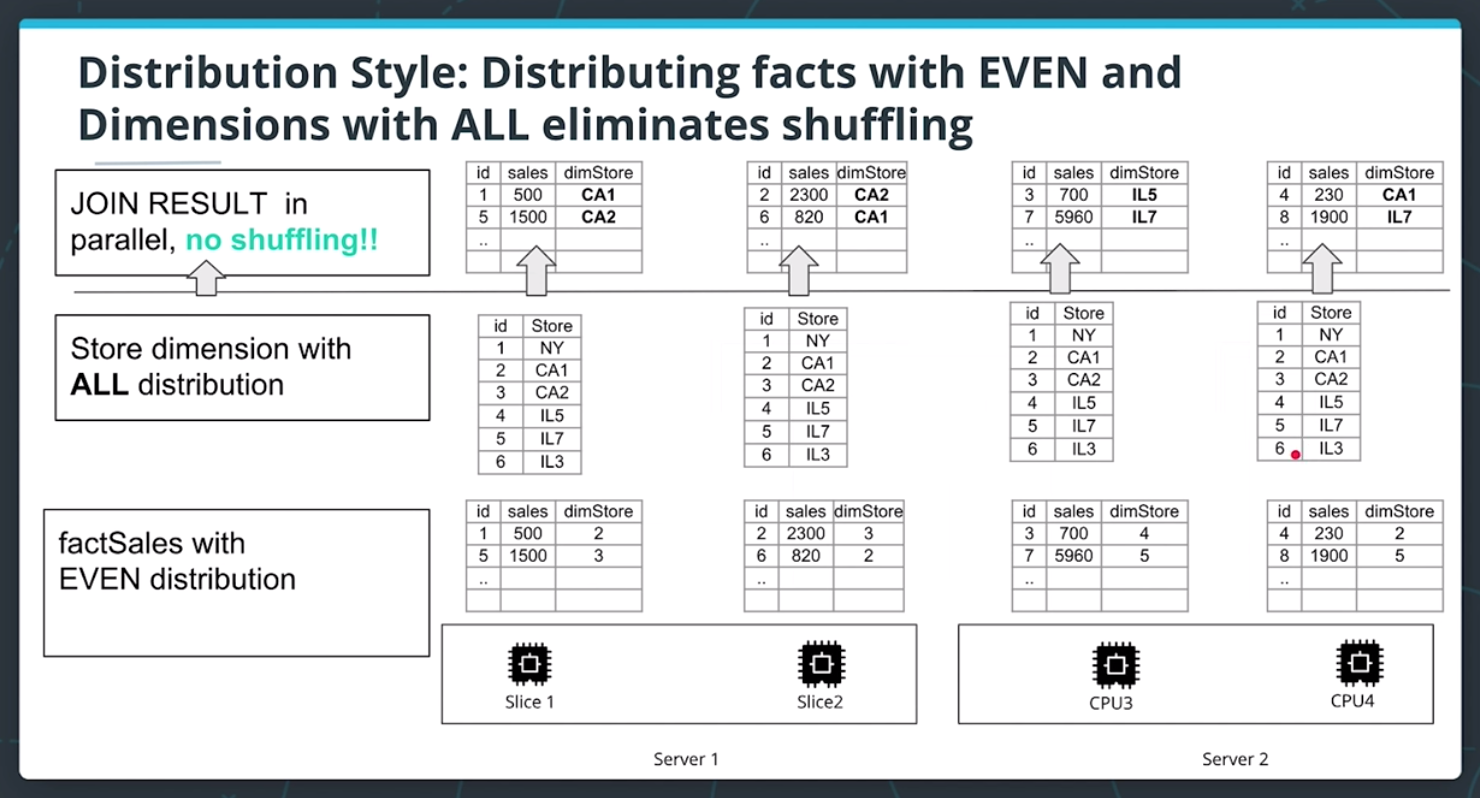 Distribution Style: Distributing facts with EVEN and
Dimensions with ALL eliminates shuffling
JOIN RESULT in
parallel, no shuffling!!
id sales dimStore
1 500 CA1
5 1500 CA2
..
id sales dimStore
2 2300 CA2
6 820 CA1
..
id sales dimStore
3 700 IL5
7 5960 IL7
..
id sales dimStore
4 230 CA1
8 1900 IL7
..
Store dimension with
ALL distribution
id Store
1 NY
2 CA1
3 CA2
4 IL5
5 IL7
6 IL3
id Store
1 NY
2 CA1
3 CA2
4 IL5
5 IL7
6 IL3
id Store
1 NY
2 CA1
3 CA2
4 IL5
5 IL7
6 IL3
id Store
1 NY
2 CA1
3 CA2
4 IL5
5 IL7
6 IL3
factSales with
EVEN distribution
id sales dimStore
1 500 2
5 1500 3
..
id sales dimStore
2 2300 3
6 820 2
..
id sales dimStore
3 700 4
7 5960 5
..
id sales dimStore
4 230 2
8 1900 5
..
Slice 1
Slice2
CPU3
CPU4
Server 1
Server 2